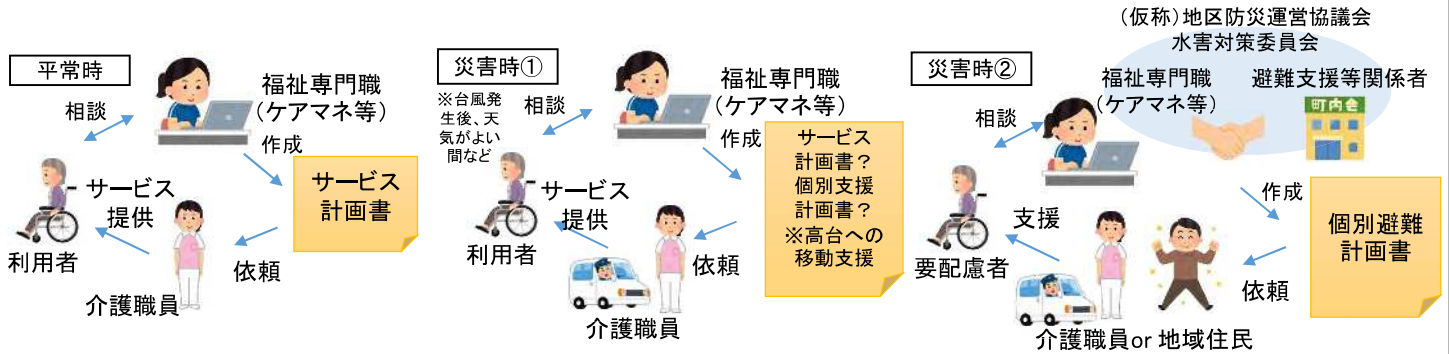 平常時
福祉専門職
（ケアマネ等）
相談
作成
サービス
計画書
サービス
提供
利用者
依頼
介護職員
災害時①
※台風発
生後、天
気がよい
間など
相談
福祉専門職
（ケアマネ等）
作成
サービス
計画書？
個別支援
計画書？
※高台への
移動支援
サービス
提供
利用者
依頼
介護職員
（仮称）地区防災運営協議会
水害対策委員会
災害時②
福祉専門職
（ケアマネ等）
避難支援等関係者
町内会
相談
作成
個別避難
計画書
支援
要配慮者
依頼
介護職員or 地域住民